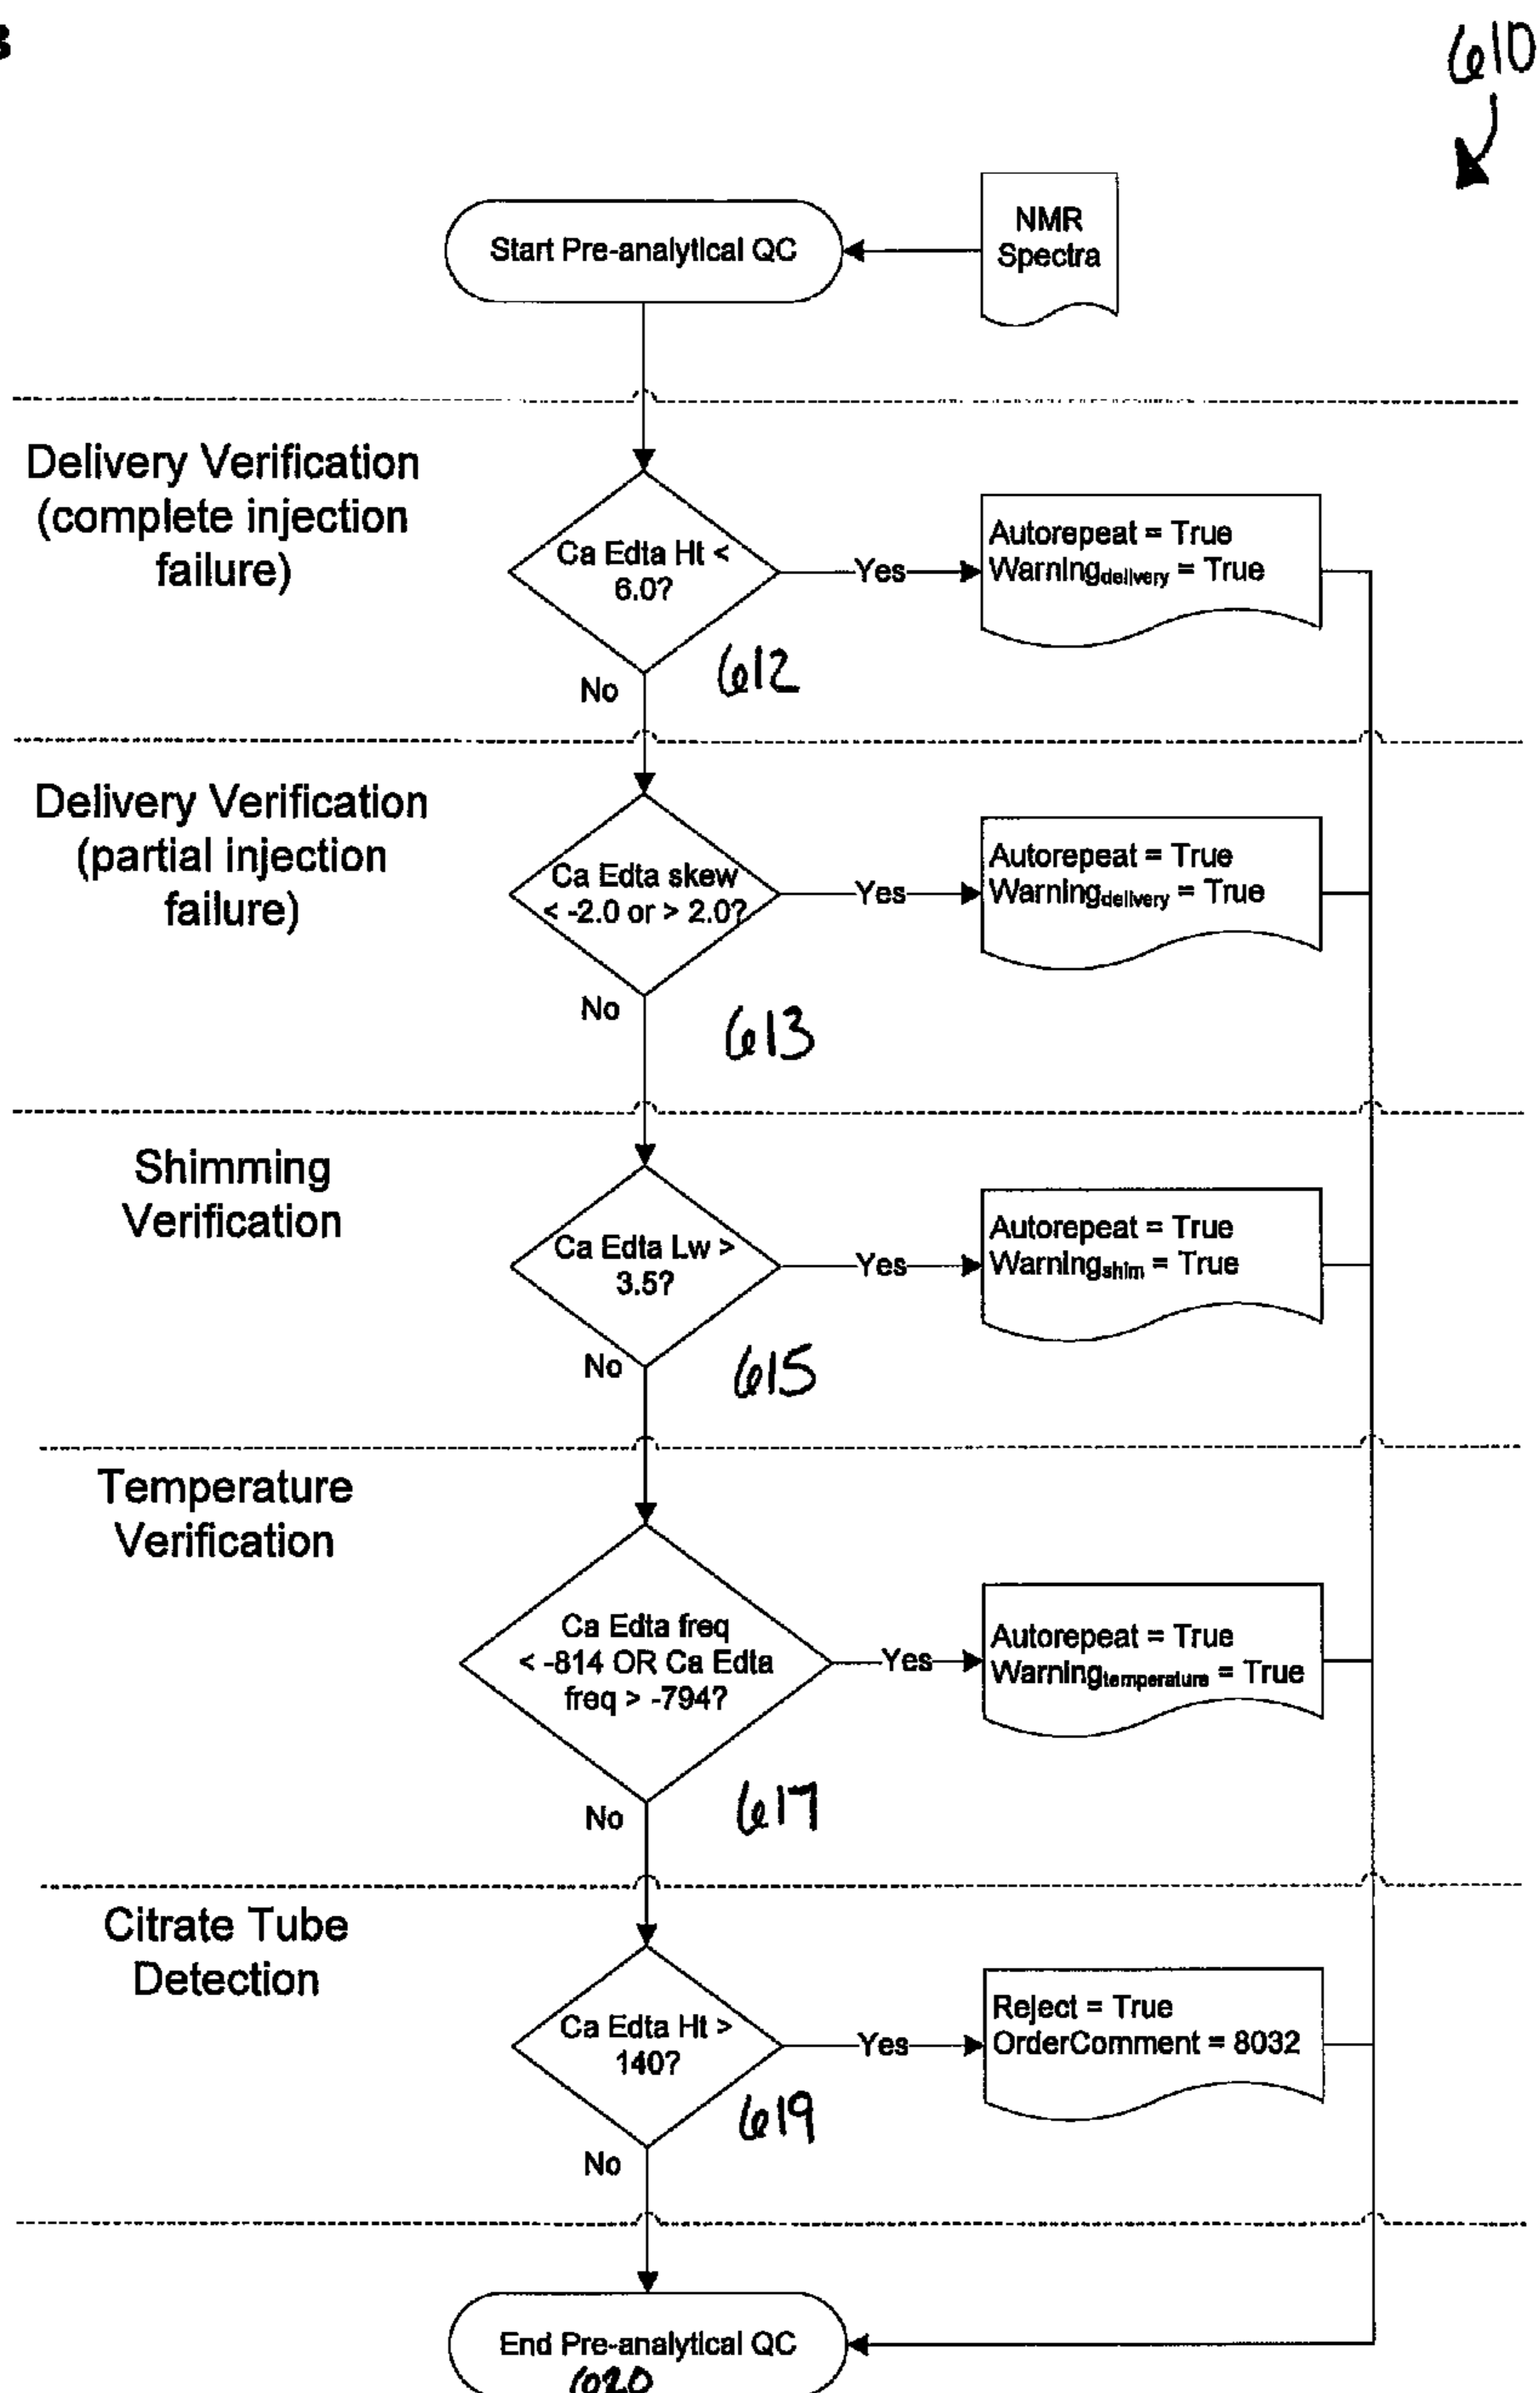 610
NMR
Spectra
Start Pre-analytical QC
Delivery Verification
(complete injection
failure)
Ca Edta Ht <
6.0?
Yes
Autorepeat = True
Warningdelivery = True
No
612
Delivery Verification
(partial injection
failure)
Ca Edta skew
< -2.0 or > 2.0?
Yes
Autorepeat = True
Warningdelivery = True
No
613
Shimming
Verification
Ca Edta Lw >
3.5?
Yes
Autorepeat = True
Warningshim = True
No
615
Temperature
Verification
Ca Edta freq
< -814 OR Ca Edta
freq > -794?
Yes
Autorepeat = True
Warningtemperature = True
No
617
Citrate Tube
Detection
Ca Edta Ht >
140?
Yes
Reject = True
OrderComment = 8032
No
619
End Pre-analytical QC
620